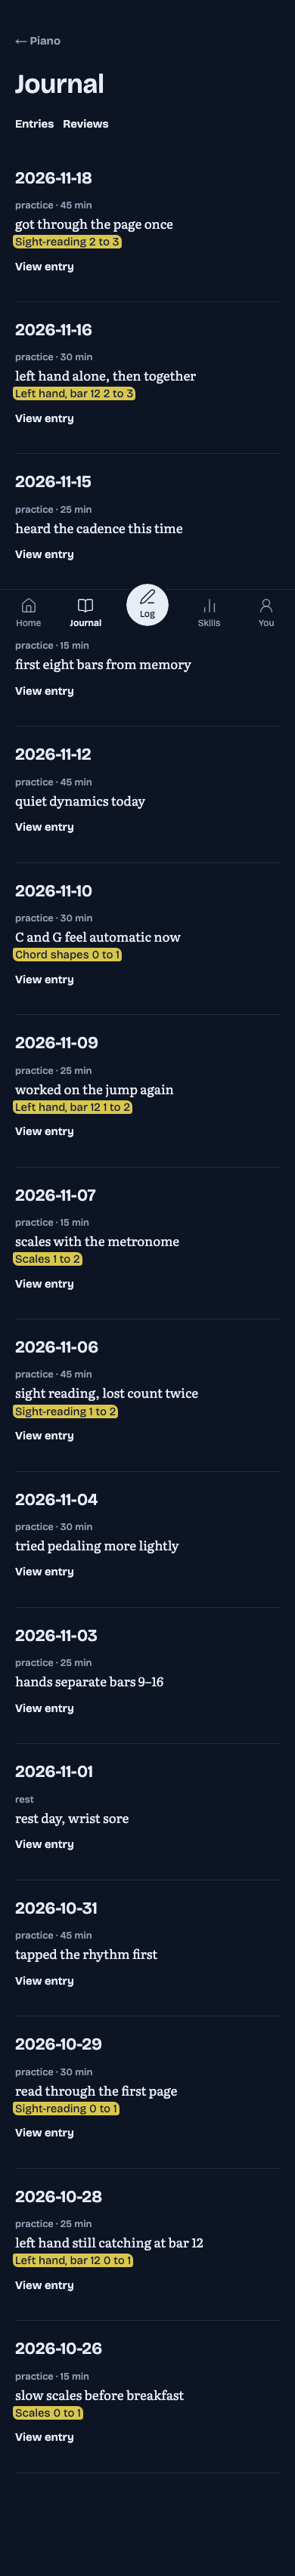 ← Piano
Journal
Entries Reviews
2026-11-18
practice · 45 min
got through the page once
Sight-reading 2 to 3
View entry
2026-11-16
practice · 30 min
left hand alone, then together
Left hand, bar 12 2 to 3
View entry
2026-11-15
practice · 25 min
heard the cadence this time
View entry
Home Journal Log Skills You
practice · 15 min
first eight bars from memory
View entry
2026-11-12
practice · 45 min
quiet dynamics today
View entry
2026-11-10
practice · 30 min
C and G feel automatic now
Chord shapes 0 to 1
View entry
2026-11-09
practice · 25 min
worked on the jump again
Left hand, bar 12 1 to 2
View entry
2026-11-07
practice · 15 min
scales with the metronome
Scales 1 to 2
View entry
2026-11-06
practice · 45 min
sight reading, lost count twice
Sight-reading 1 to 2
View entry
2026-11-04
practice · 30 min
tried pedaling more lightly
View entry
2026-11-03
practice · 25 min
hands separate bars 9–16
View entry
2026-11-01
rest
rest day, wrist sore
View entry
2026-10-31
practice · 45 min
tapped the rhythm first
View entry
2026-10-29
practice · 30 min
read through the first page
Sight-reading 0 to 1
View entry
2026-10-28
practice · 25 min
left hand still catching at bar 12
Left hand, bar 12 0 to 1
View entry
2026-10-26
practice · 15 min
slow scales before breakfast
Scales 0 to 1
View entry